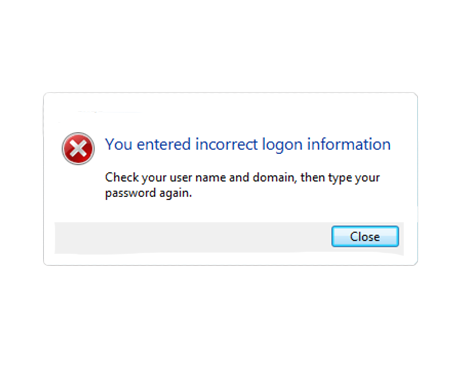 You entered incorrect logon information
Check your user name and domain, then type your
password again.
Close